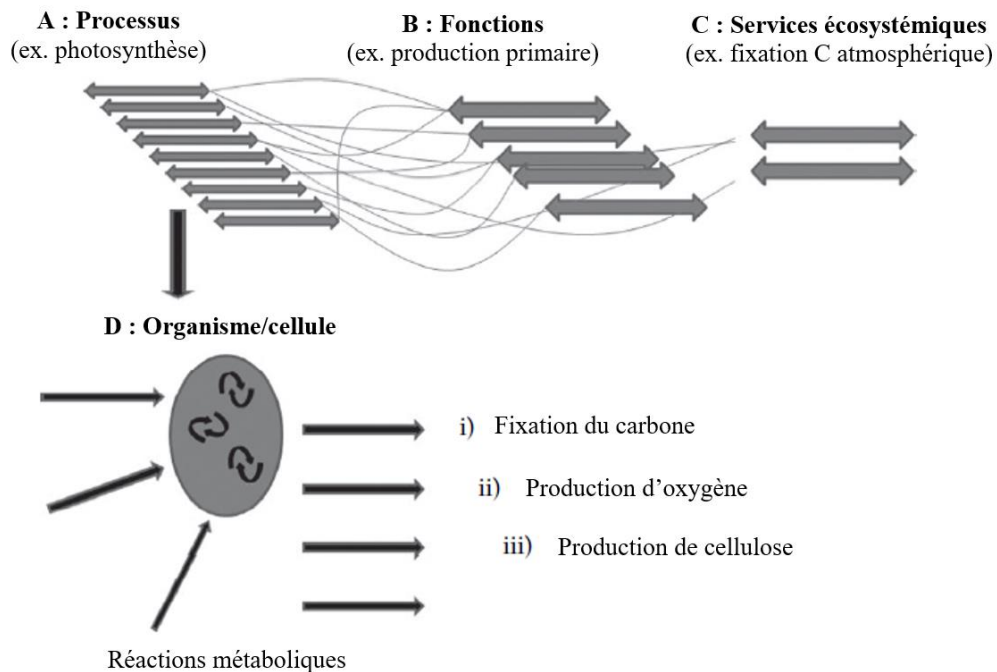 A : Processus
(ex. photosynthèse)
B : Fonctions
(ex. production primaire)
C : Services écosystémiques
(ex. fixation C atmosphérique)
D : Organisme/cellule
i) Fixation du carbone
ii) Production d’oxygène
iii) Production de cellulose
Réactions métaboliques